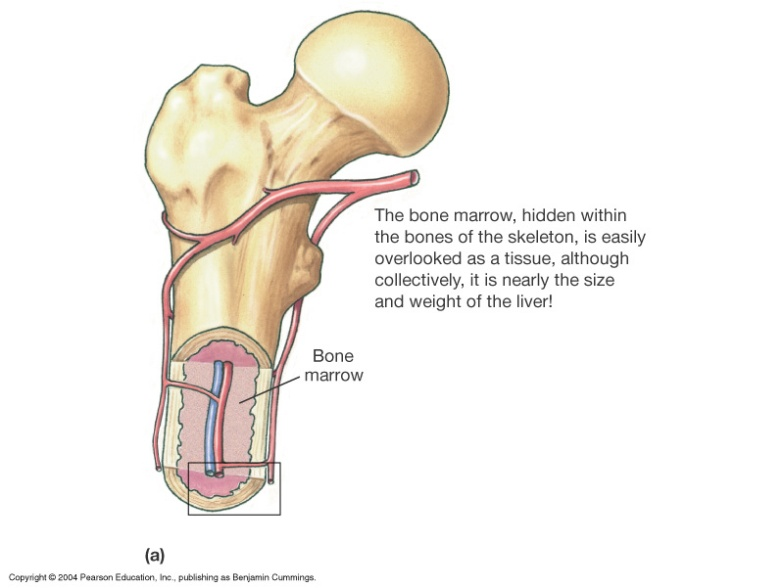 The bone marrow, hidden within
the bones of the skeleton, is easily
overlooked as a tissue, although
collectively, it is nearly the size
and weight of the liver!
Bone
marrow
(a)
Copyright © 2004 Pearson Education, Inc., publishing as Benjamin Cummings.